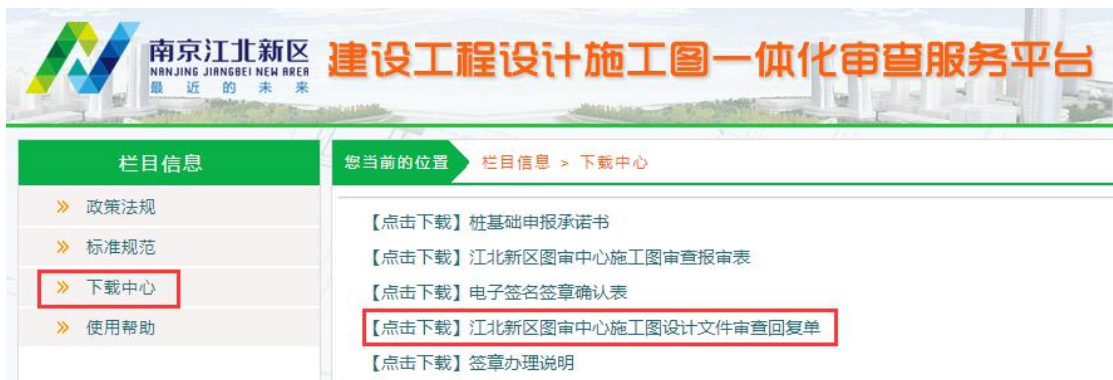 南京江北新区
NANJING JIANGBEI NEW AREA
最近的未来
建设工程设计施工图一体化审查服务平台
栏目信息
» 政策法规
» 标准规范
» 下载中心
» 使用帮助
您当前的位置 栏目信息 > 下载中心
【点击下载】桩基础申报承诺书
【点击下载】江北新区图审中心施工图审查报审表
【点击下载】电子签名签章确认表
【点击下载】江北新区图审中心施工图设计文件审查回复单
【点击下载】签章办理说明